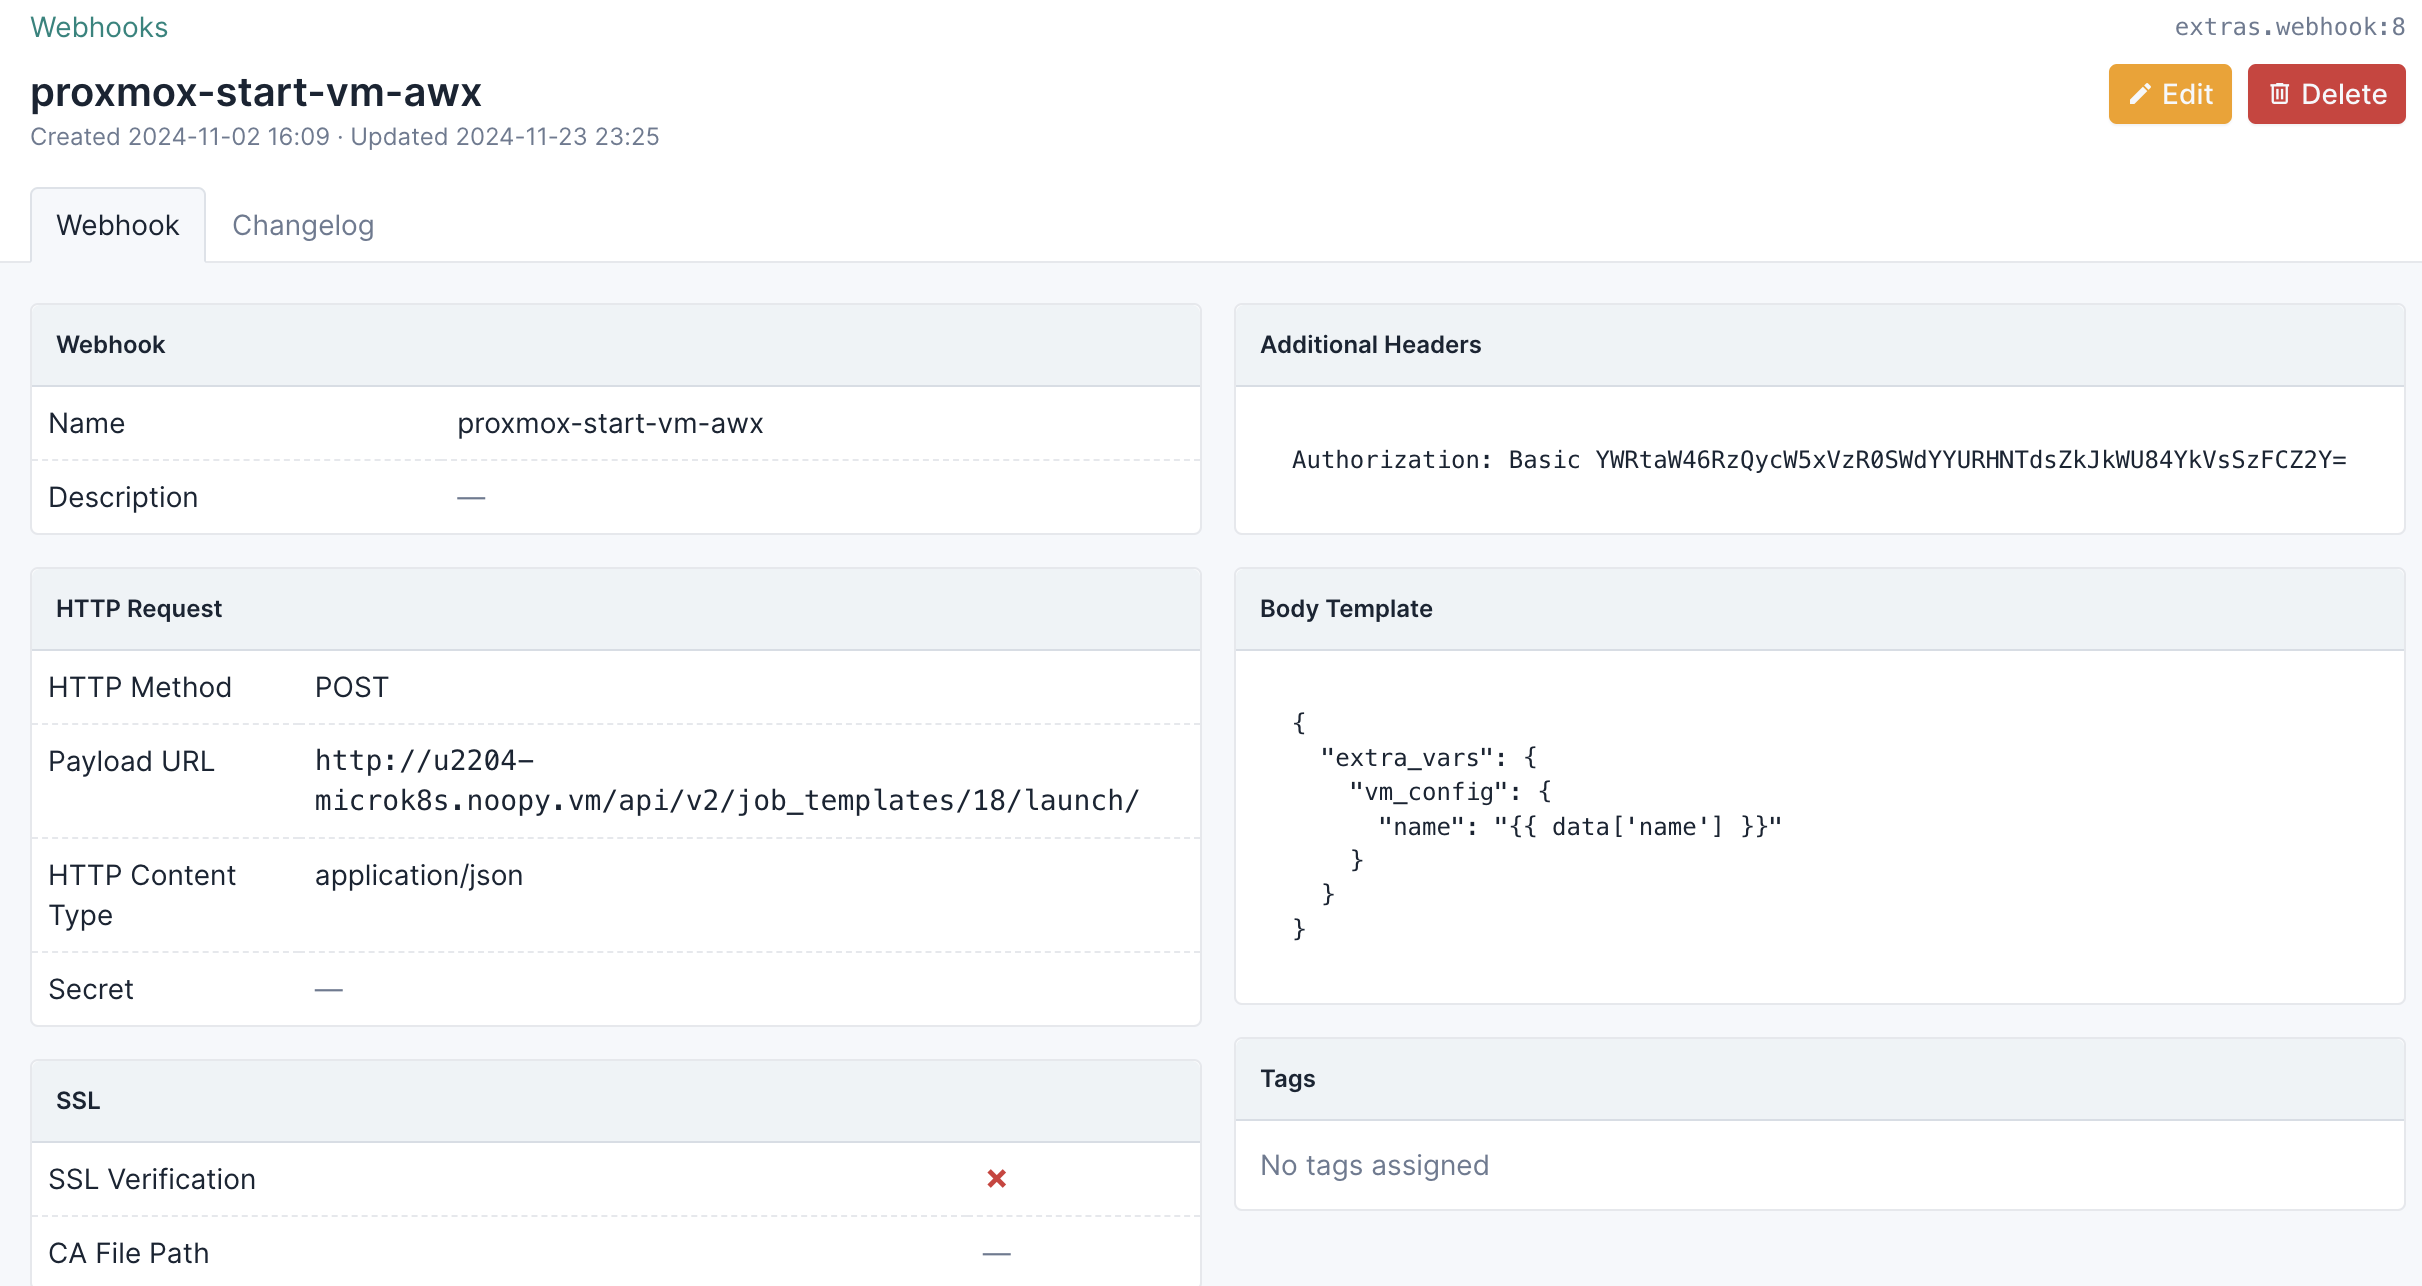 Webhooks
extras.webhook:8
proxmox-start-vm-awx
Edit
Delete
Created 2024-11-02 16:09 · Updated 2024-11-23 23:25
Webhook
Changelog
Webhook
Name
proxmox-start-vm-awx
Description
—
HTTP Request
HTTP Method
POST
Payload URL
http://u2204-
microk8s.noopy.vm/api/v2/job_templates/18/launch/
HTTP Content
Type
application/json
Secret
—
SSL
SSL Verification
CA File Path
—
Additional Headers
Authorization: Basic YWRtaW46RzQycW5xVzR0SWdYYURHNTdsZkJkWU84YkVsSzFCZ2Y=
Body Template
{
  "extra_vars": {
    "vm_config": {
      "name": "{{ data['name'] }}"
    }
  }
}
Tags
No tags assigned